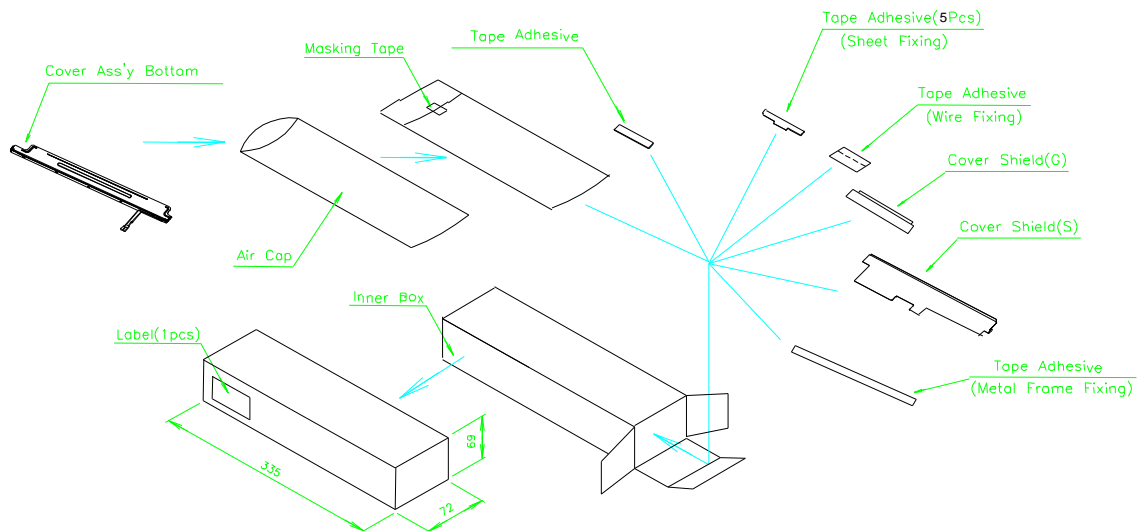 Tape Adhesive(5Pcs)
(Sheet Fixing)
Tape Adhesive
Masking Tape
Cover Ass'y Bottom
Tape Adhesive
(Wire Fixing)
Cover Shield(G)
Cover Shield(S)
Air Cap
Inner Box
Label(1pcs)
Tape Adhesive
(Metal Frame Fixing)
69
335
72